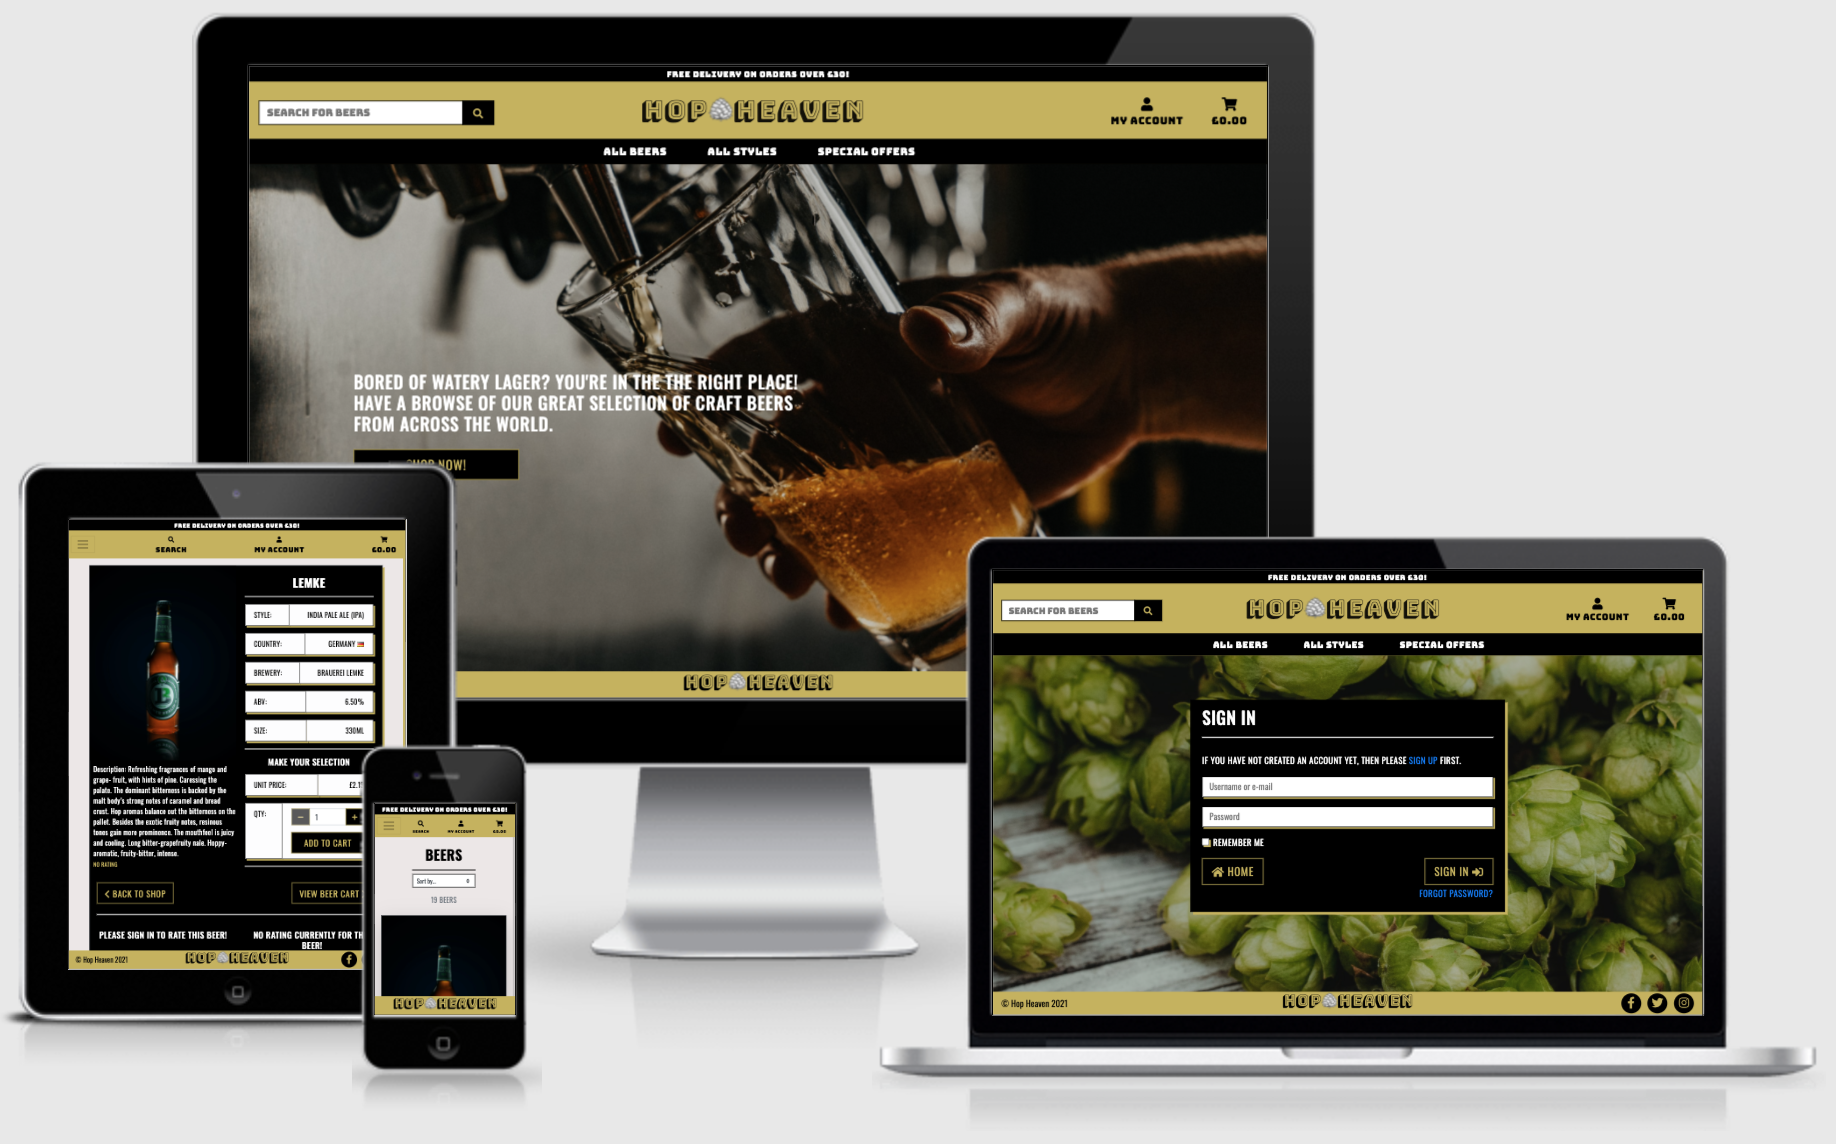 FREE DELIVERY ON ORDERS OVER £30!
SEARCH FOR BEERS
HOP HEAVEN
MY ACCOUNT
£0.00
ALL BEERS ALL STYLES SPECIAL OFFERS
BORED OF WATERY LAGER? YOU'RE IN THE THE RIGHT PLACE!
HAVE A BROWSE OF OUR GREAT SELECTION OF CRAFT BEERS
FROM ACROSS THE WORLD.
SHOP NOW!
HOP HEAVEN
FREE DELIVERY ON ORDERS OVER £30!
SEARCH
MY ACCOUNT
£0.00
LEMKE
STYLE: INDIA PALE ALE (IPA)
COUNTRY: GERMANY
BREWERY: BRAUEREI LEMKE
ABV: 6.50%
SIZE: 330ML
MAKE YOUR SELECTION
UNIT PRICE: £2.1
QTY: 1
ADD TO CART
Description: Refreshing fragrances of mango and
grape- fruit, with hints of pine. Caressing the
palate. The dominant bitterness is backed by the
malt body's strong notes of caramel and bread
crust. Hop aromas balance out the bitterness on the
pallet. Besides the exotic fruity notes, resinous
tones gain more prominence. The mouthfeel is juicy
and cooling. Long bitter-grapefruity nale. Hoppy-
aromatic, fruity-bitter, intense.
NO RATING
BACK TO SHOP
VIEW BEER CART
PLEASE SIGN IN TO RATE THIS BEER!
NO RATING CURRENTLY FOR TH
BEER!
© Hop Heaven 2021
HOP HEAVEN
FREE DELIVERY ON ORDERS OVER £30!
SEARCH
MY ACCOUNT
£0.00
BEERS
Sort by...
19 BEERS
HOP HEAVEN
FREE DELIVERY ON ORDERS OVER £30!
SEARCH FOR BEERS
HOP HEAVEN
MY ACCOUNT
£0.00
ALL BEERS ALL STYLES SPECIAL OFFERS
SIGN IN
IF YOU HAVE NOT CREATED AN ACCOUNT YET, THEN PLEASE SIGN UP FIRST.
Username or e-mail
Password
REMEMBER ME
HOME
SIGN IN
FORGOT PASSWORD?
© Hop Heaven 2021
HOP HEAVEN